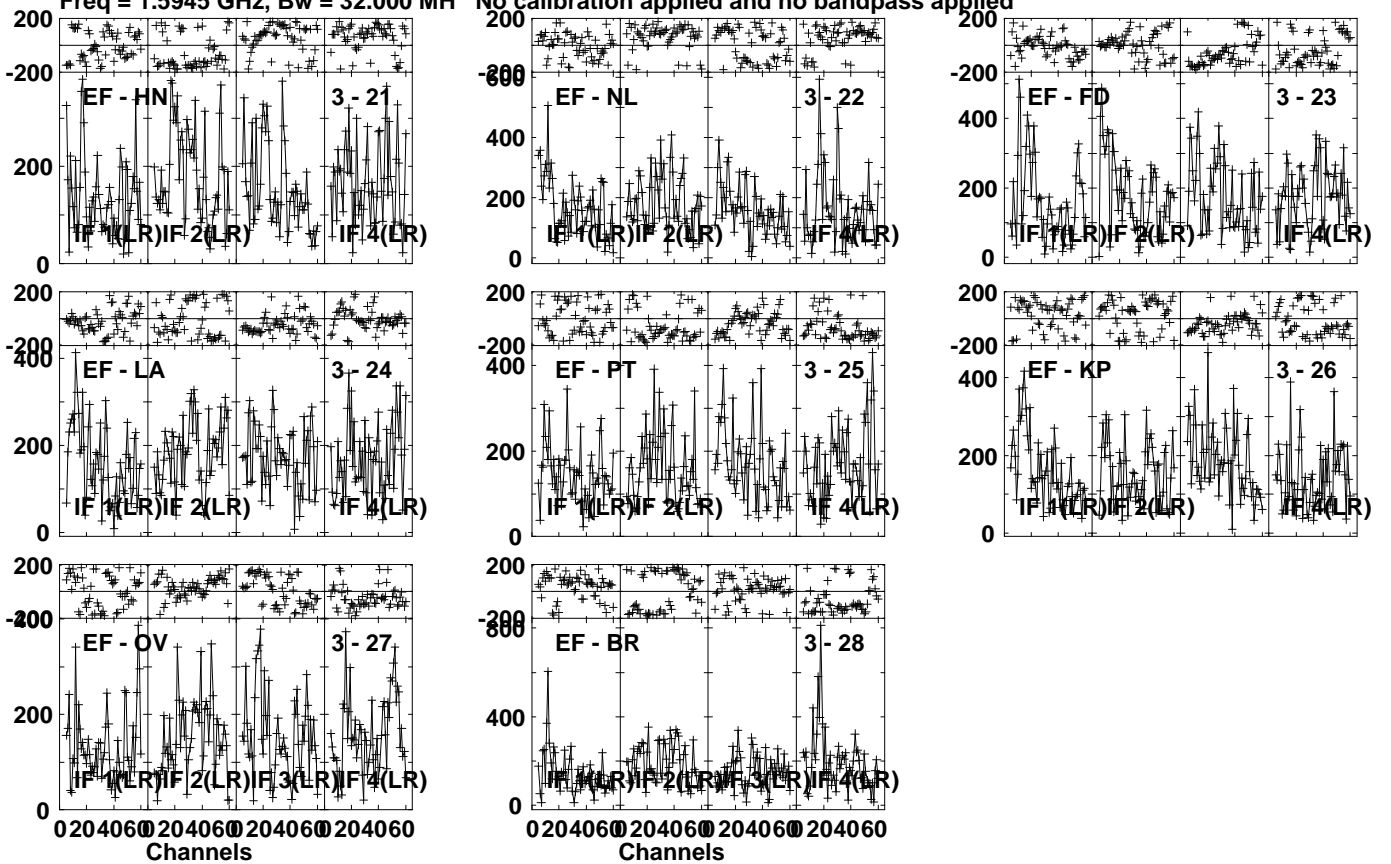 Freq = 1.5945 GHz, Bw = 32.000 MH No calibration applied and no bandpass applied
200
-200
EF - HN 3 - 21
200
0
IF 1(LR) IF 2(LR) IF 4(LR)
200
-200
600
EF - NL 3 - 22
400
200
0
IF 1(LR) IF 2(LR) IF 4(LR)
200
-200
EF - FD 3 - 23
400
200
0
IF 1(LR) IF 2(LR) IF 4(LR)
200
-200
400
EF - LA 3 - 24
200
0
IF 1(LR) IF 2(LR) IF 4(LR)
200
-200
400
EF - PT 3 - 25
200
0
IF 1(LR) IF 2(LR) IF 4(LR)
200
-200
EF - KP 3 - 26
400
200
0
IF 1(LR) IF 2(LR) IF 4(LR)
200
-200
400
EF - OV 3 - 27
200
0
IF 1(LR) IF 2(LR) IF 3(LR) IF 4(LR)
0 20 40 60 0 20 40 60 0 20 40 60 0 20 40 60
Channels
200
-200
800
EF - BR 3 - 28
400
0
IF 1(LR) IF 2(LR) IF 3(LR) IF 4(LR)
0 20 40 60 0 20 40 60 0 20 40 60 0 20 40 60
Channels